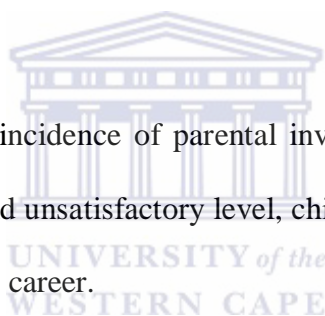 incidence of parental inv
d unsatisfactory level, chi
UNIVERSITY of the
career.
WESTERN CAPE